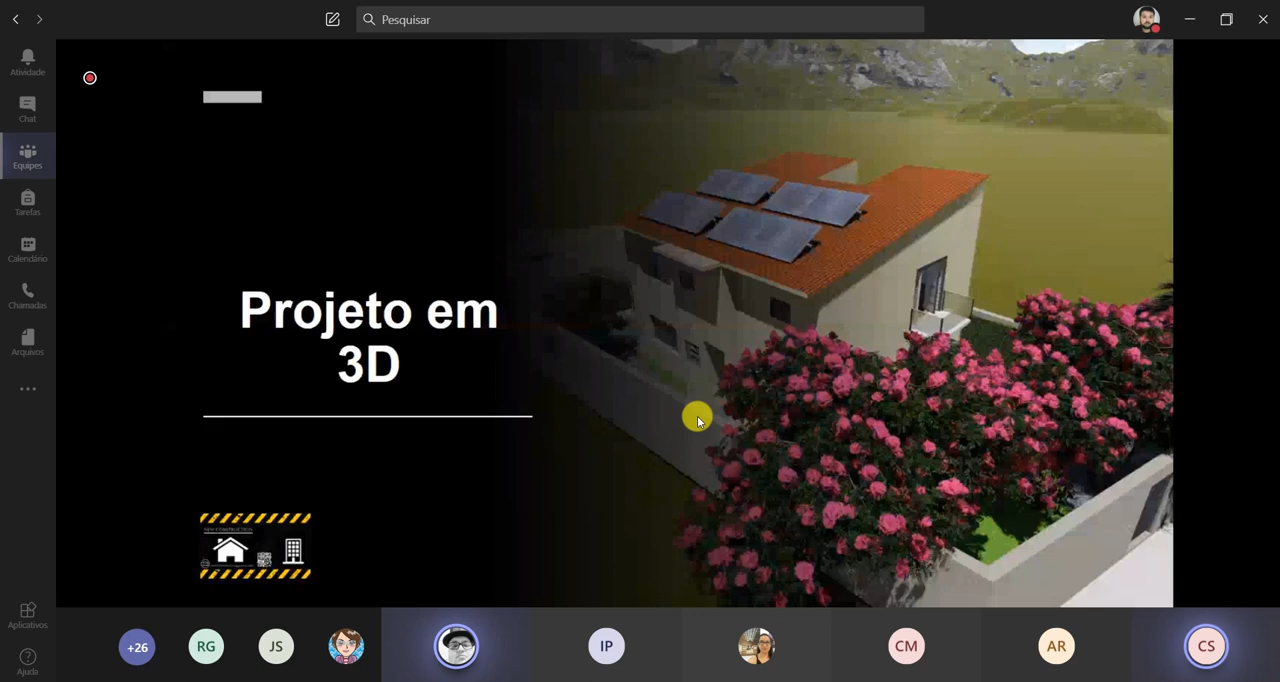 Pesquisar
Atividade
Chat
Equipes
Tarefas
Calendário
Chamadas
Arquivos
Aplicativos
Ajuda
Projeto em
3D
+26
RG
JS
IP
CM
AR
CS